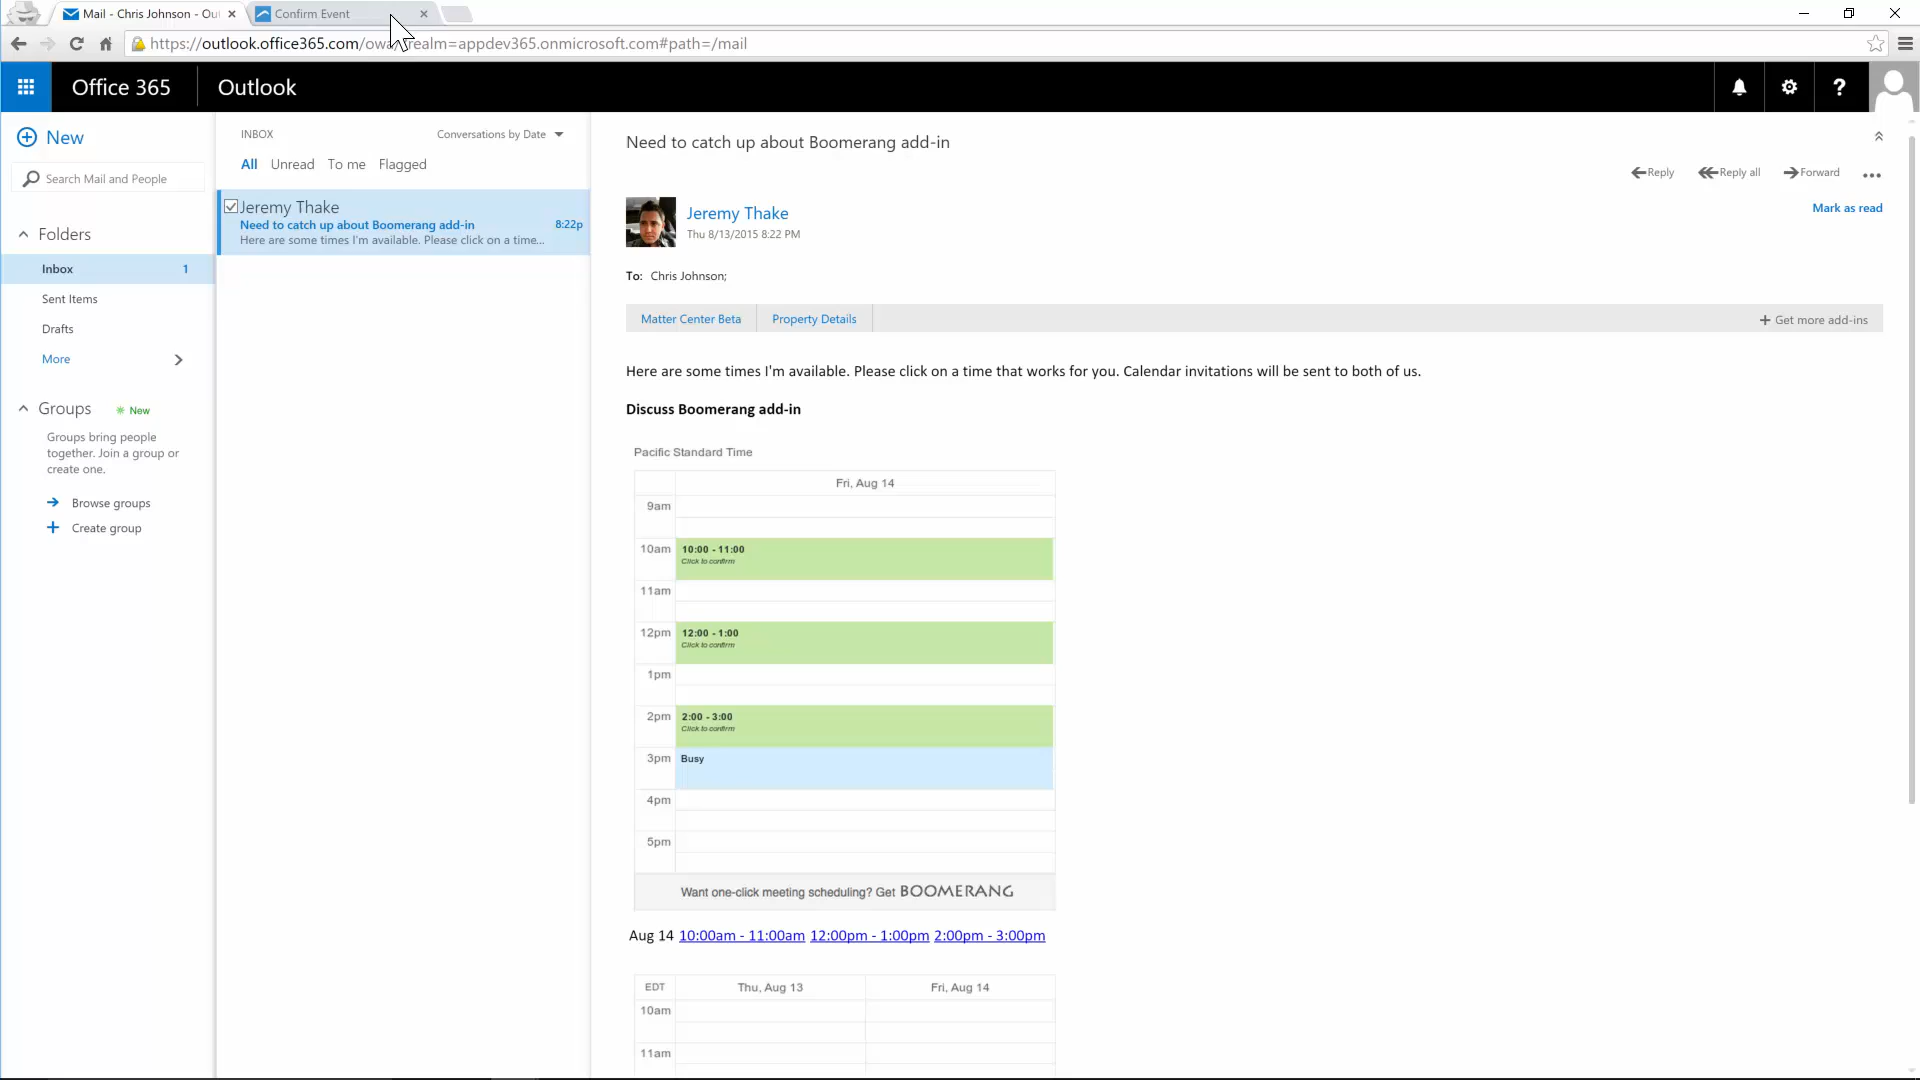 Mail - Chris Johnson - Ou
Confirm Event
https://outlook.office365.com/owa/ realm=appdev365.onmicrosoft.com#path=/mail
Office 365
Outlook
?
New
Search Mail and People
Folders
Inbox 1
Sent Items
Drafts
More
Groups New
Groups bring people
together. Join a group or
create one.
Browse groups
Create group
INBOX
Conversations by Date
All Unread To me Flagged
Jeremy Thake
Need to catch up about Boomerang add-in 8:22p
Here are some times I'm available. Please click on a time...
Need to catch up about Boomerang add-in
Reply Reply all Forward ...
Jeremy Thake
Thu 8/13/2015 8:22 PM
Mark as read
To: Chris Johnson;
Matter Center Beta Property Details
+ Get more add-ins
Here are some times I'm available. Please click on a time that works for you. Calendar invitations will be sent to both of us.
Discuss Boomerang add-in
Pacific Standard Time
Fri, Aug 14
9am
10am 10:00 - 11:00
Click to confirm
11am
12pm 12:00 - 1:00
Click to confirm
1pm
2pm 2:00 - 3:00
Click to confirm
3pm Busy
4pm
5pm
Want one-click meeting scheduling? Get BOOMERANG
Aug 14 10:00am - 11:00am 12:00pm - 1:00pm 2:00pm - 3:00pm
EDT Thu, Aug 13 Fri, Aug 14
10am
11am